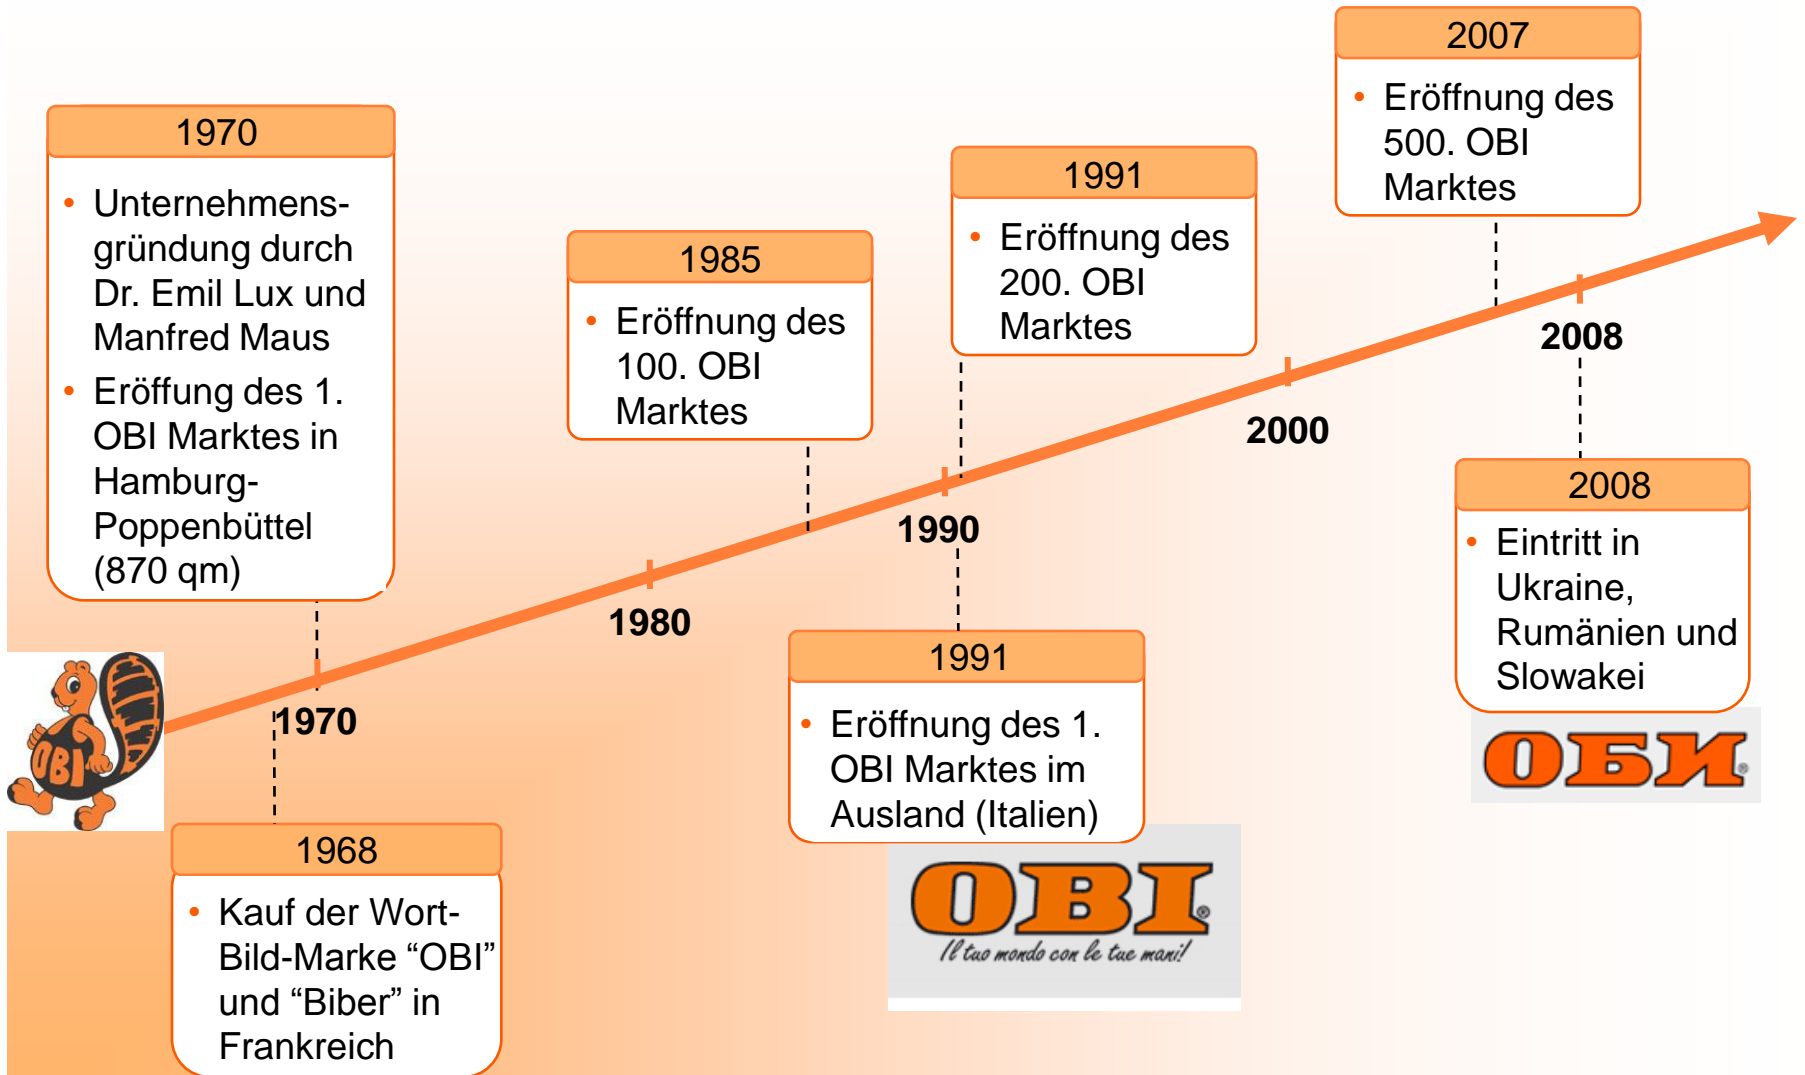 1970
• Unternehmens-
gründung durch
Dr. Emil Lux und
Manfred Maus
• Eröffung des 1.
OBI Marktes in
Hamburg-
Poppenbüttel
(870 qm)
1985
• Eröffnung des
100. OBI
Marktes
1991
• Eröffnung des
200. OBI
Marktes
2007
• Eröffnung des
500. OBI
Marktes
1970
1980
1990
2000
2008
OBI
1968
• Kauf der Wort-
Bild-Marke “OBI”
und “Biber” in
Frankreich
1991
• Eröffnung des 1.
OBI Marktes im
Ausland (Italien)
OBI®
Il tuo mondo con le tue mani!
2008
• Eintritt in
Ukraine,
Rumänien und
Slowakei
ОБИ®